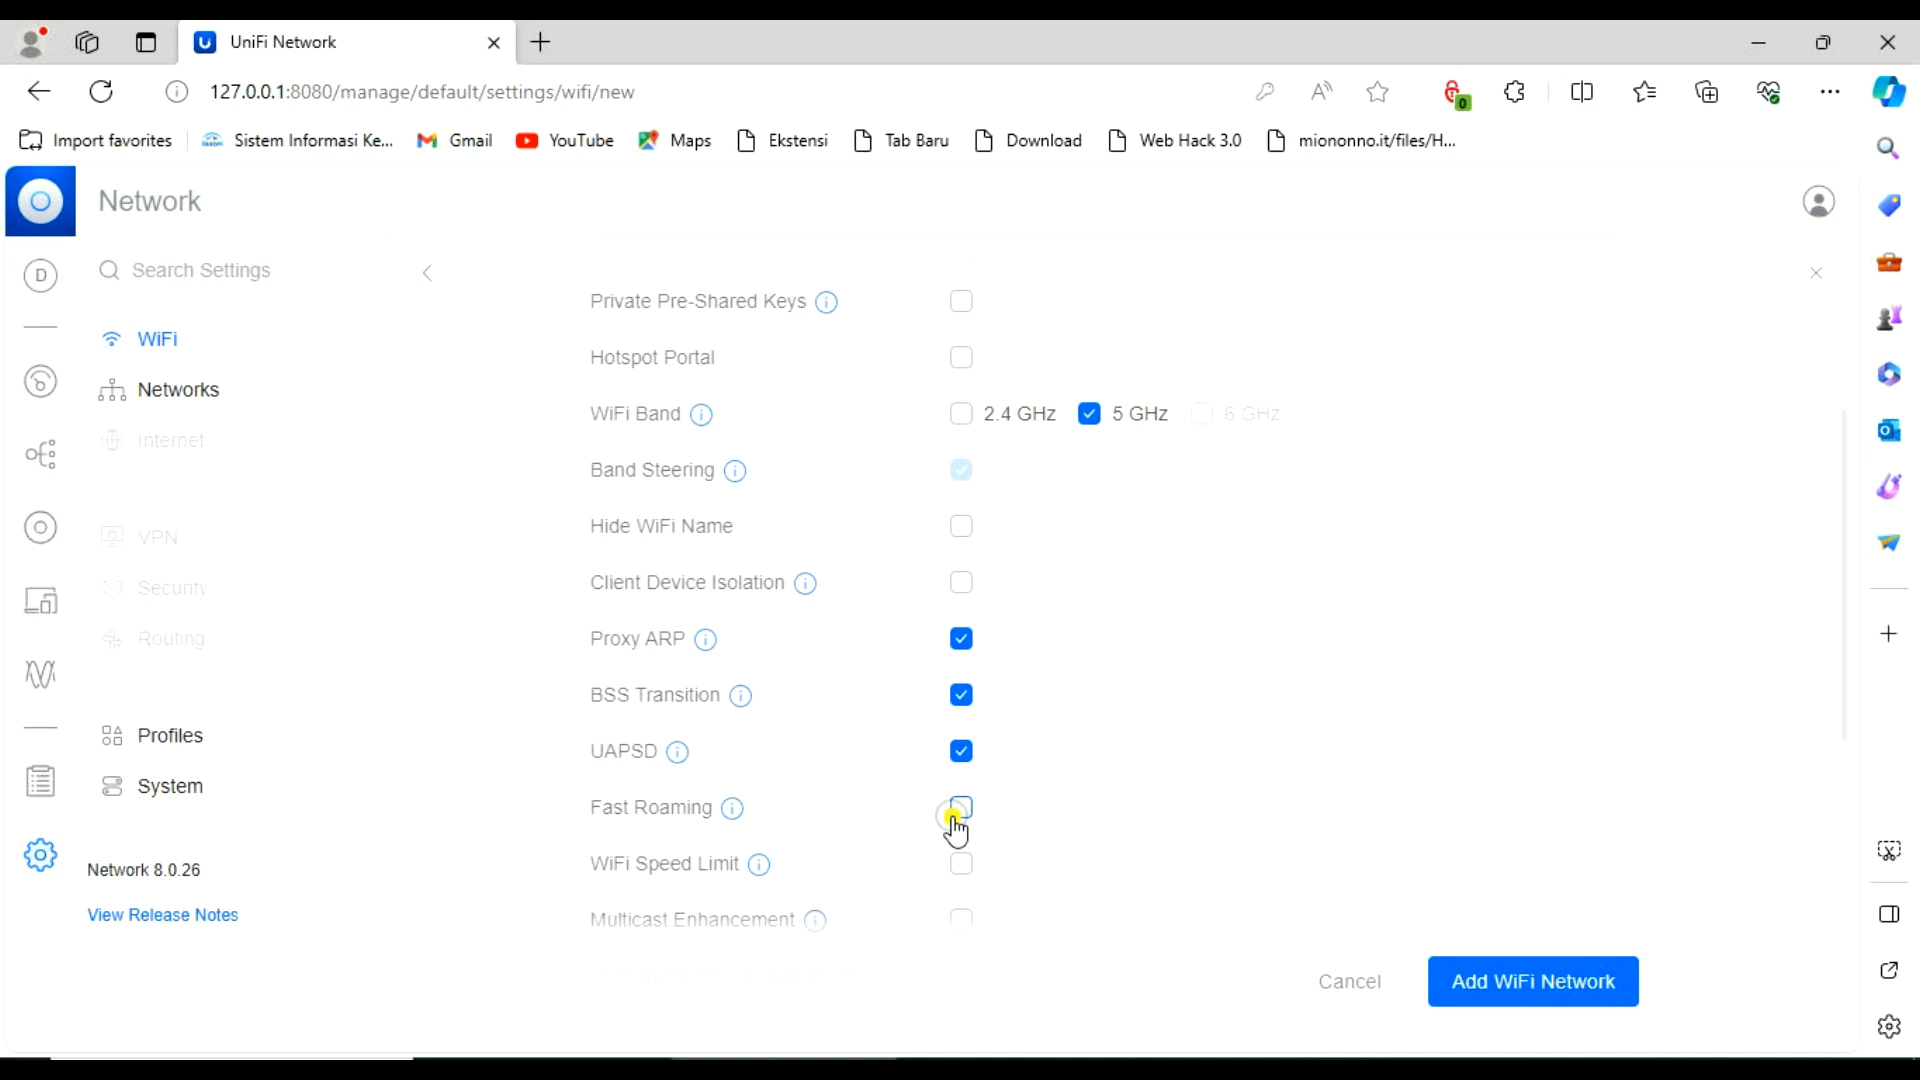 UniFi Network
127.0.0.1:8080/manage/default/settings/wifi/new
Import favorites Sistem Informasi Ke... Gmail YouTube Maps Ekstensi Tab Baru Download Web Hack 3.0 miononno.it/files/H...
Network
D
Search Settings
WiFi
Networks
Internet
VPN
Security
Routing
Profiles
System
Network 8.0.26
View Release Notes
Private Pre-Shared Keys
Hotspot Portal
WiFi Band 2.4 GHz 5 GHz 6 GHz
Band Steering
Hide WiFi Name
Client Device Isolation
Proxy ARP
BSS Transition
UAPSD
Fast Roaming
WiFi Speed Limit
Multicast Enhancement
Cancel Add WiFi Network